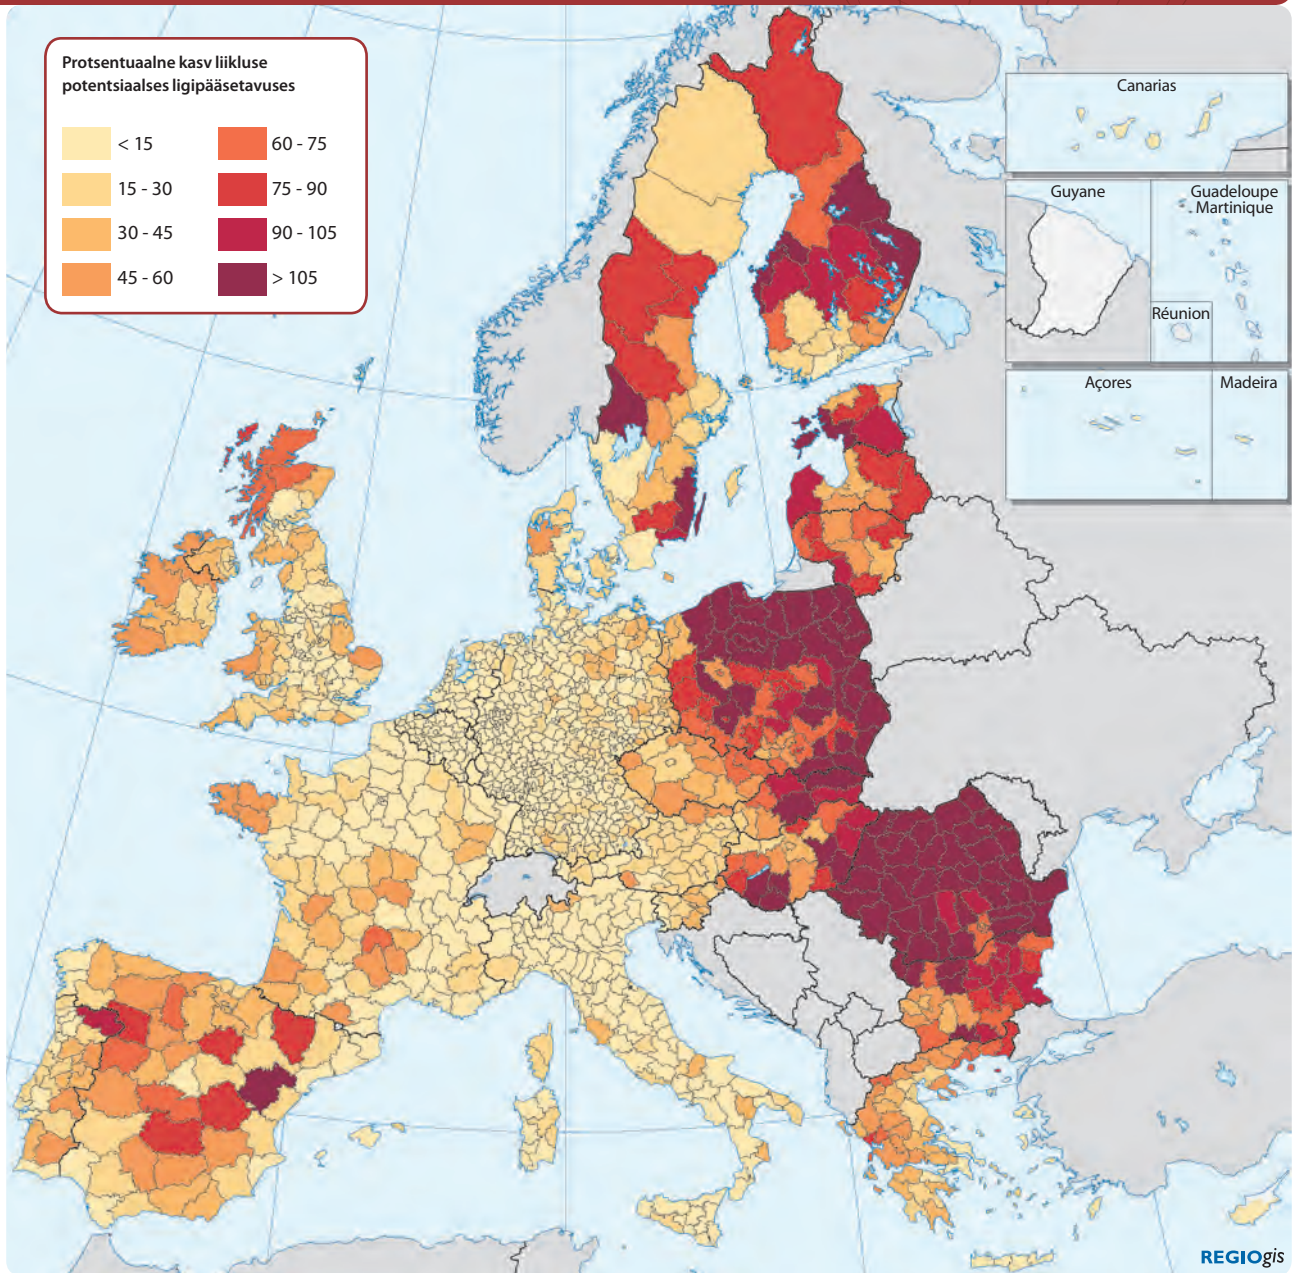 Protsentuaalne kasv liikluse
potentsiaalses ligipääsetavuses
< 15
15 - 30
30 - 45
45 - 60
60 - 75
75 - 90
90 - 105
> 105
Canarias
Guyane
Guadeloupe
Martinique
Réunion
Açores
Madeira
REGIOgis